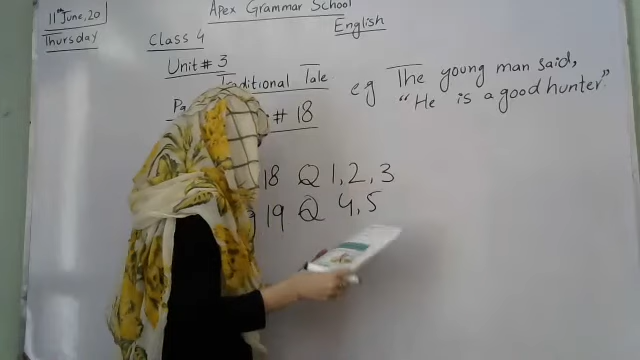 11th June, 20
Thursday
Apex Grammar School
English
Class 4
Unit # 3
Traditional Tale
# 18
18 Q 1, 2, 3
19 Q 4, 5
eg The young man said,
"He is a good hunter."